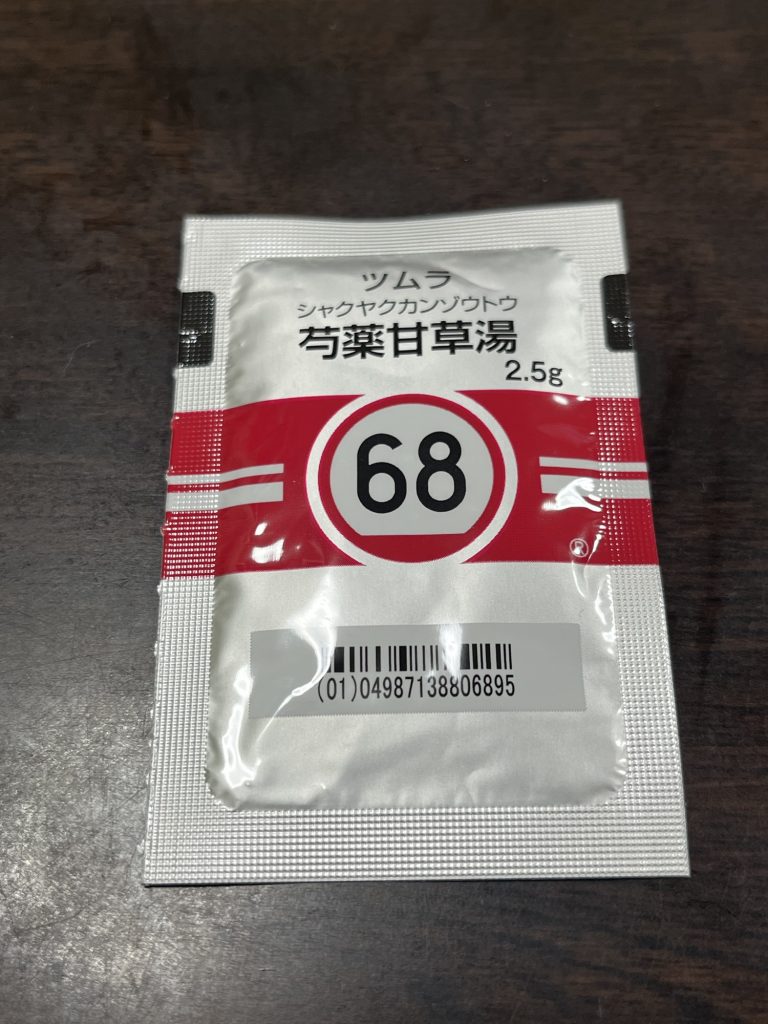 ツムラ
シャクヤクカンゾウトウ
芍薬甘草湯
2.5g
68
®
(01)04987138806895